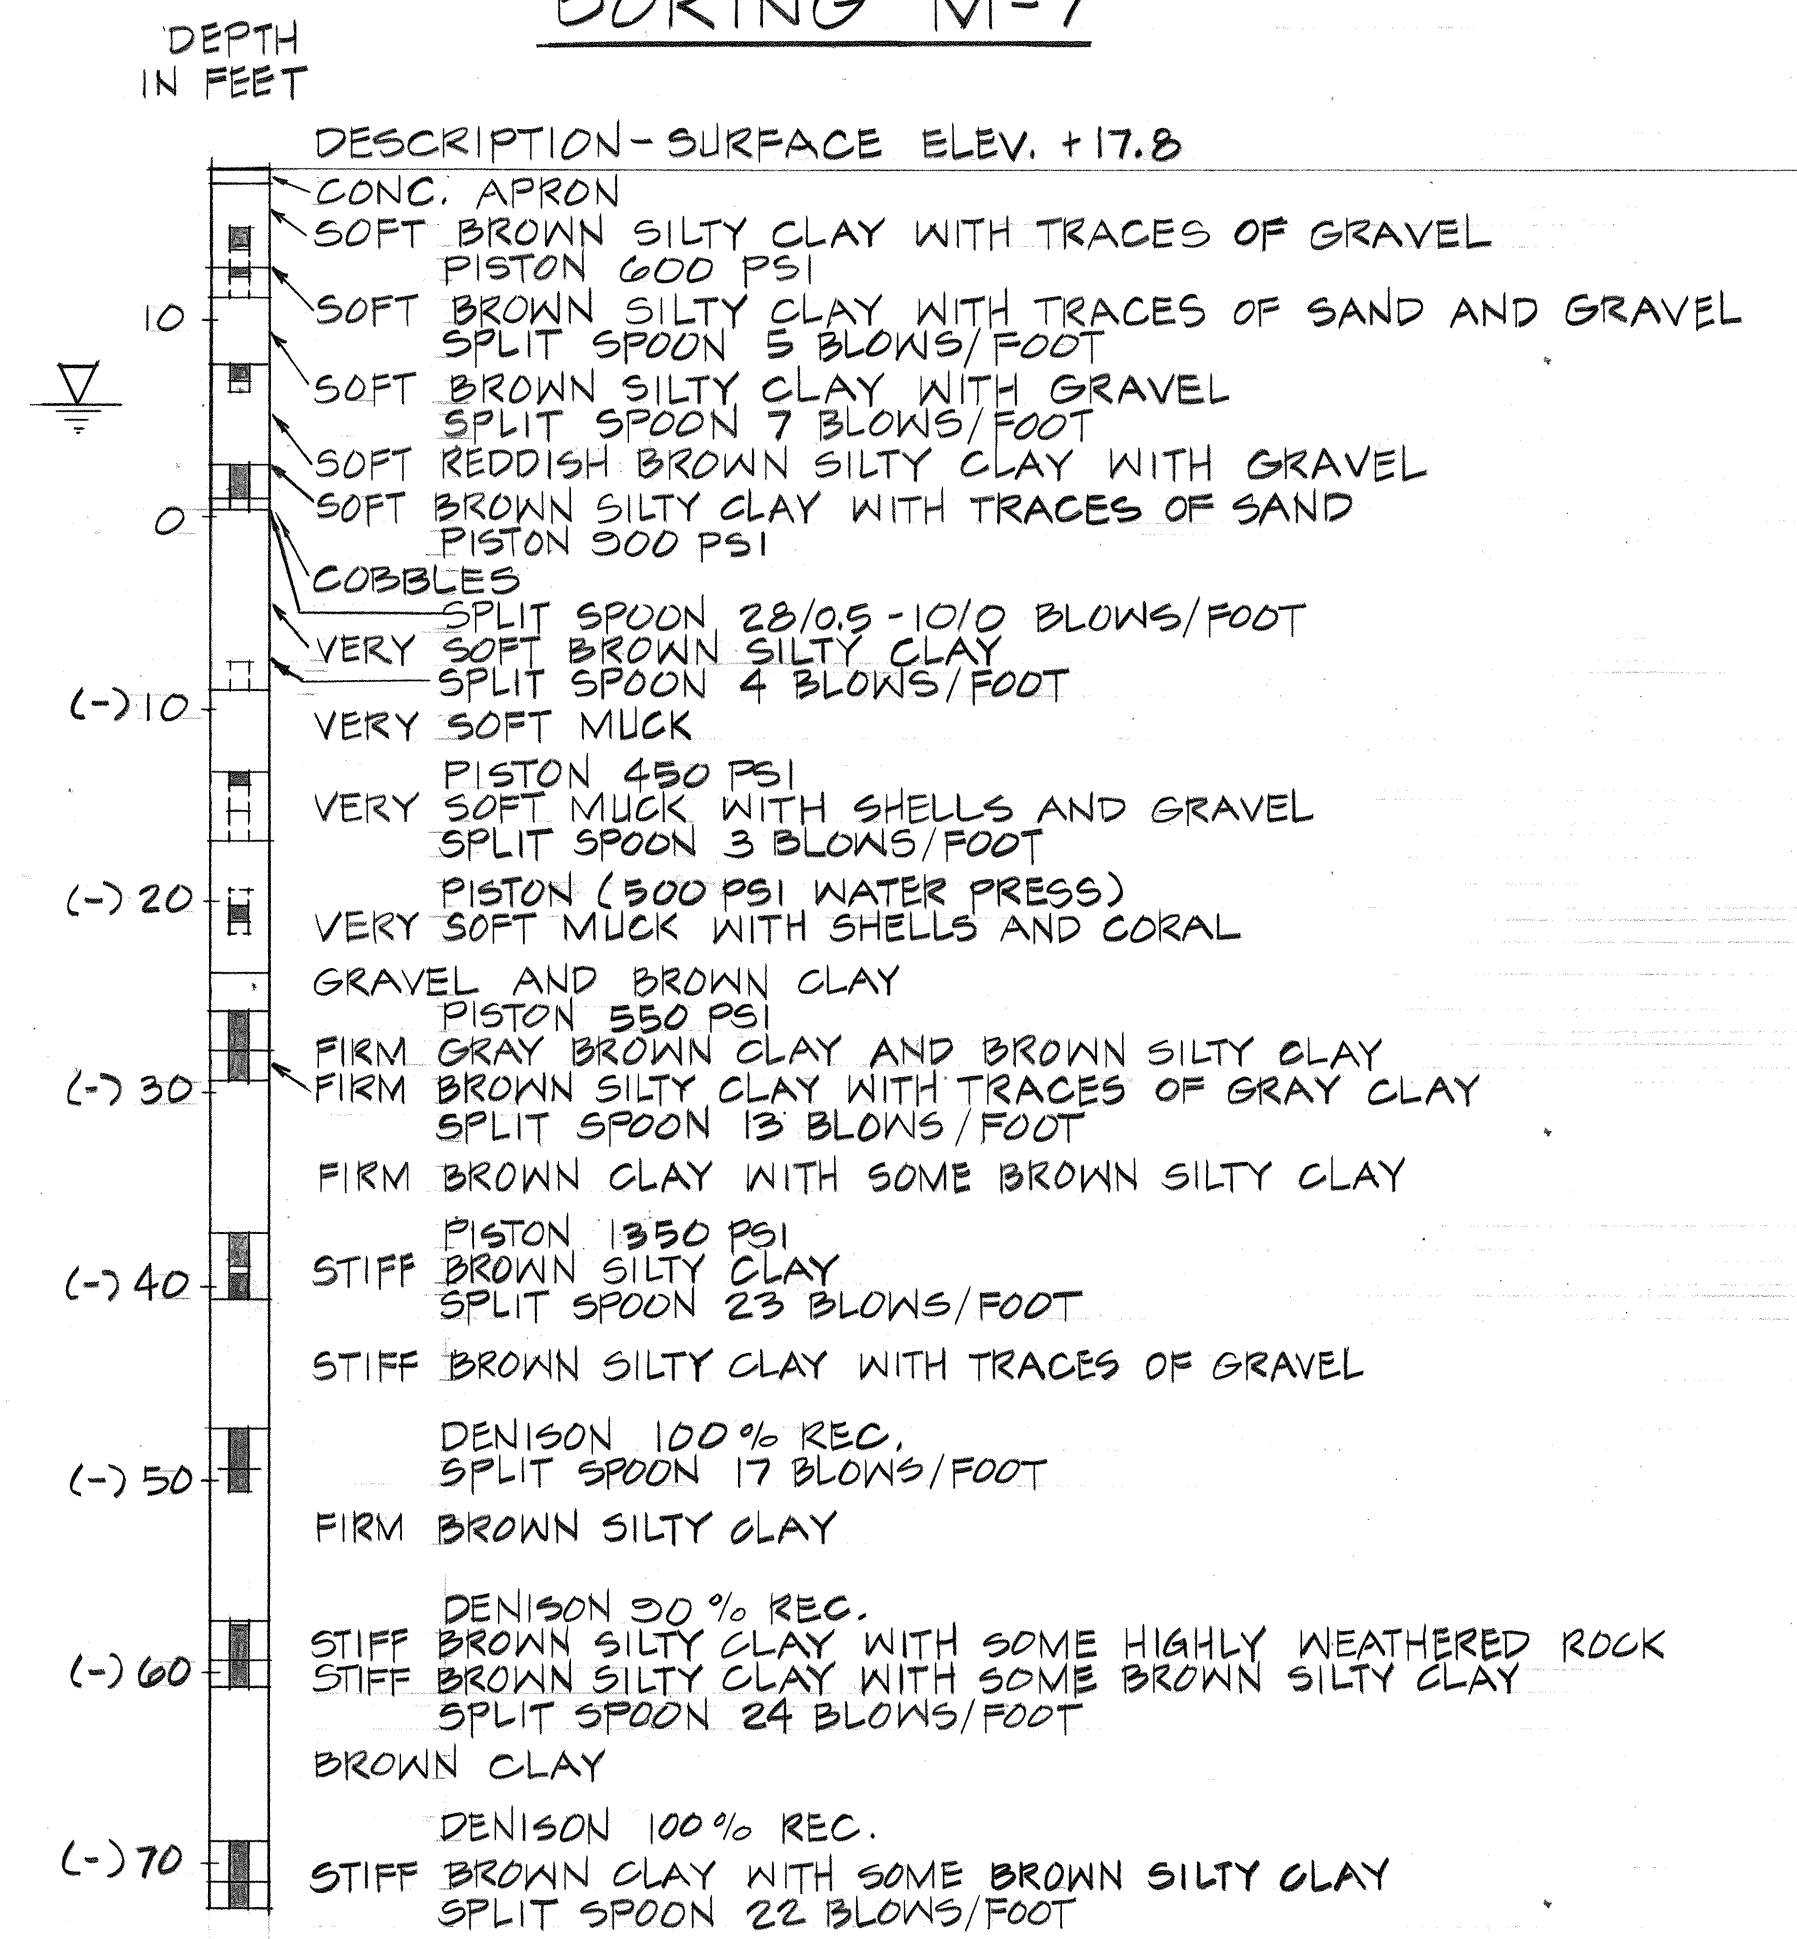 BORING M-7
DEPTH
IN FEET
DESCRIPTION-SURFACE ELEV. +17.8
CONC. APRON
SOFT BROWN SILTY CLAY WITH TRACES OF GRAVEL
PISTON 600 PSI
10 SOFT BROWN SILTY CLAY WITH TRACES OF SAND AND GRAVEL
SPLIT SPOON 5 BLOWS/FOOT
SOFT BROWN SILTY CLAY WITH GRAVEL
SPLIT SPOON 7 BLOWS/FOOT
SOFT REDDISH BROWN SILTY CLAY WITH GRAVEL
0 SOFT BROWN SILTY CLAY WITH TRACES OF SAND
PISTON 900 PSI
COBBLES
SPLIT SPOON 28/0.5 - 10/0 BLOWS/FOOT
VERY SOFT BROWN SILTY CLAY
SPLIT SPOON 4 BLOWS/FOOT
(-) 10 VERY SOFT MUCK
PISTON 450 PSI
VERY SOFT MUCK WITH SHELLS AND GRAVEL
SPLIT SPOON 3 BLOWS/FOOT
(-) 20 PISTON (500 PSI WATER PRESS)
VERY SOFT MUCK WITH SHELLS AND CORAL
GRAVEL AND BROWN CLAY
PISTON 550 PSI
FIRM GRAY BROWN CLAY AND BROWN SILTY CLAY
(-) 30 FIRM BROWN SILTY CLAY WITH TRACES OF GRAY CLAY
SPLIT SPOON 13 BLOWS/FOOT
FIRM BROWN CLAY WITH SOME BROWN SILTY CLAY
PISTON 1350 PSI
(-) 40 STIFF BROWN SILTY CLAY
SPLIT SPOON 23 BLOWS/FOOT
STIFF BROWN SILTY CLAY WITH TRACES OF GRAVEL
DENISON 100% REC.
(-) 50 SPLIT SPOON 17 BLOWS/FOOT
FIRM BROWN SILTY CLAY
DENISON 90% REC.
STIFF BROWN SILTY CLAY WITH SOME HIGHLY WEATHERED ROCK
(-) 60 STIFF BROWN SILTY CLAY WITH SOME BROWN SILTY CLAY
SPLIT SPOON 24 BLOWS/FOOT
BROWN CLAY
DENISON 100% REC.
(-) 70 STIFF BROWN CLAY WITH SOME BROWN SILTY CLAY
SPLIT SPOON 22 BLOWS/FOOT